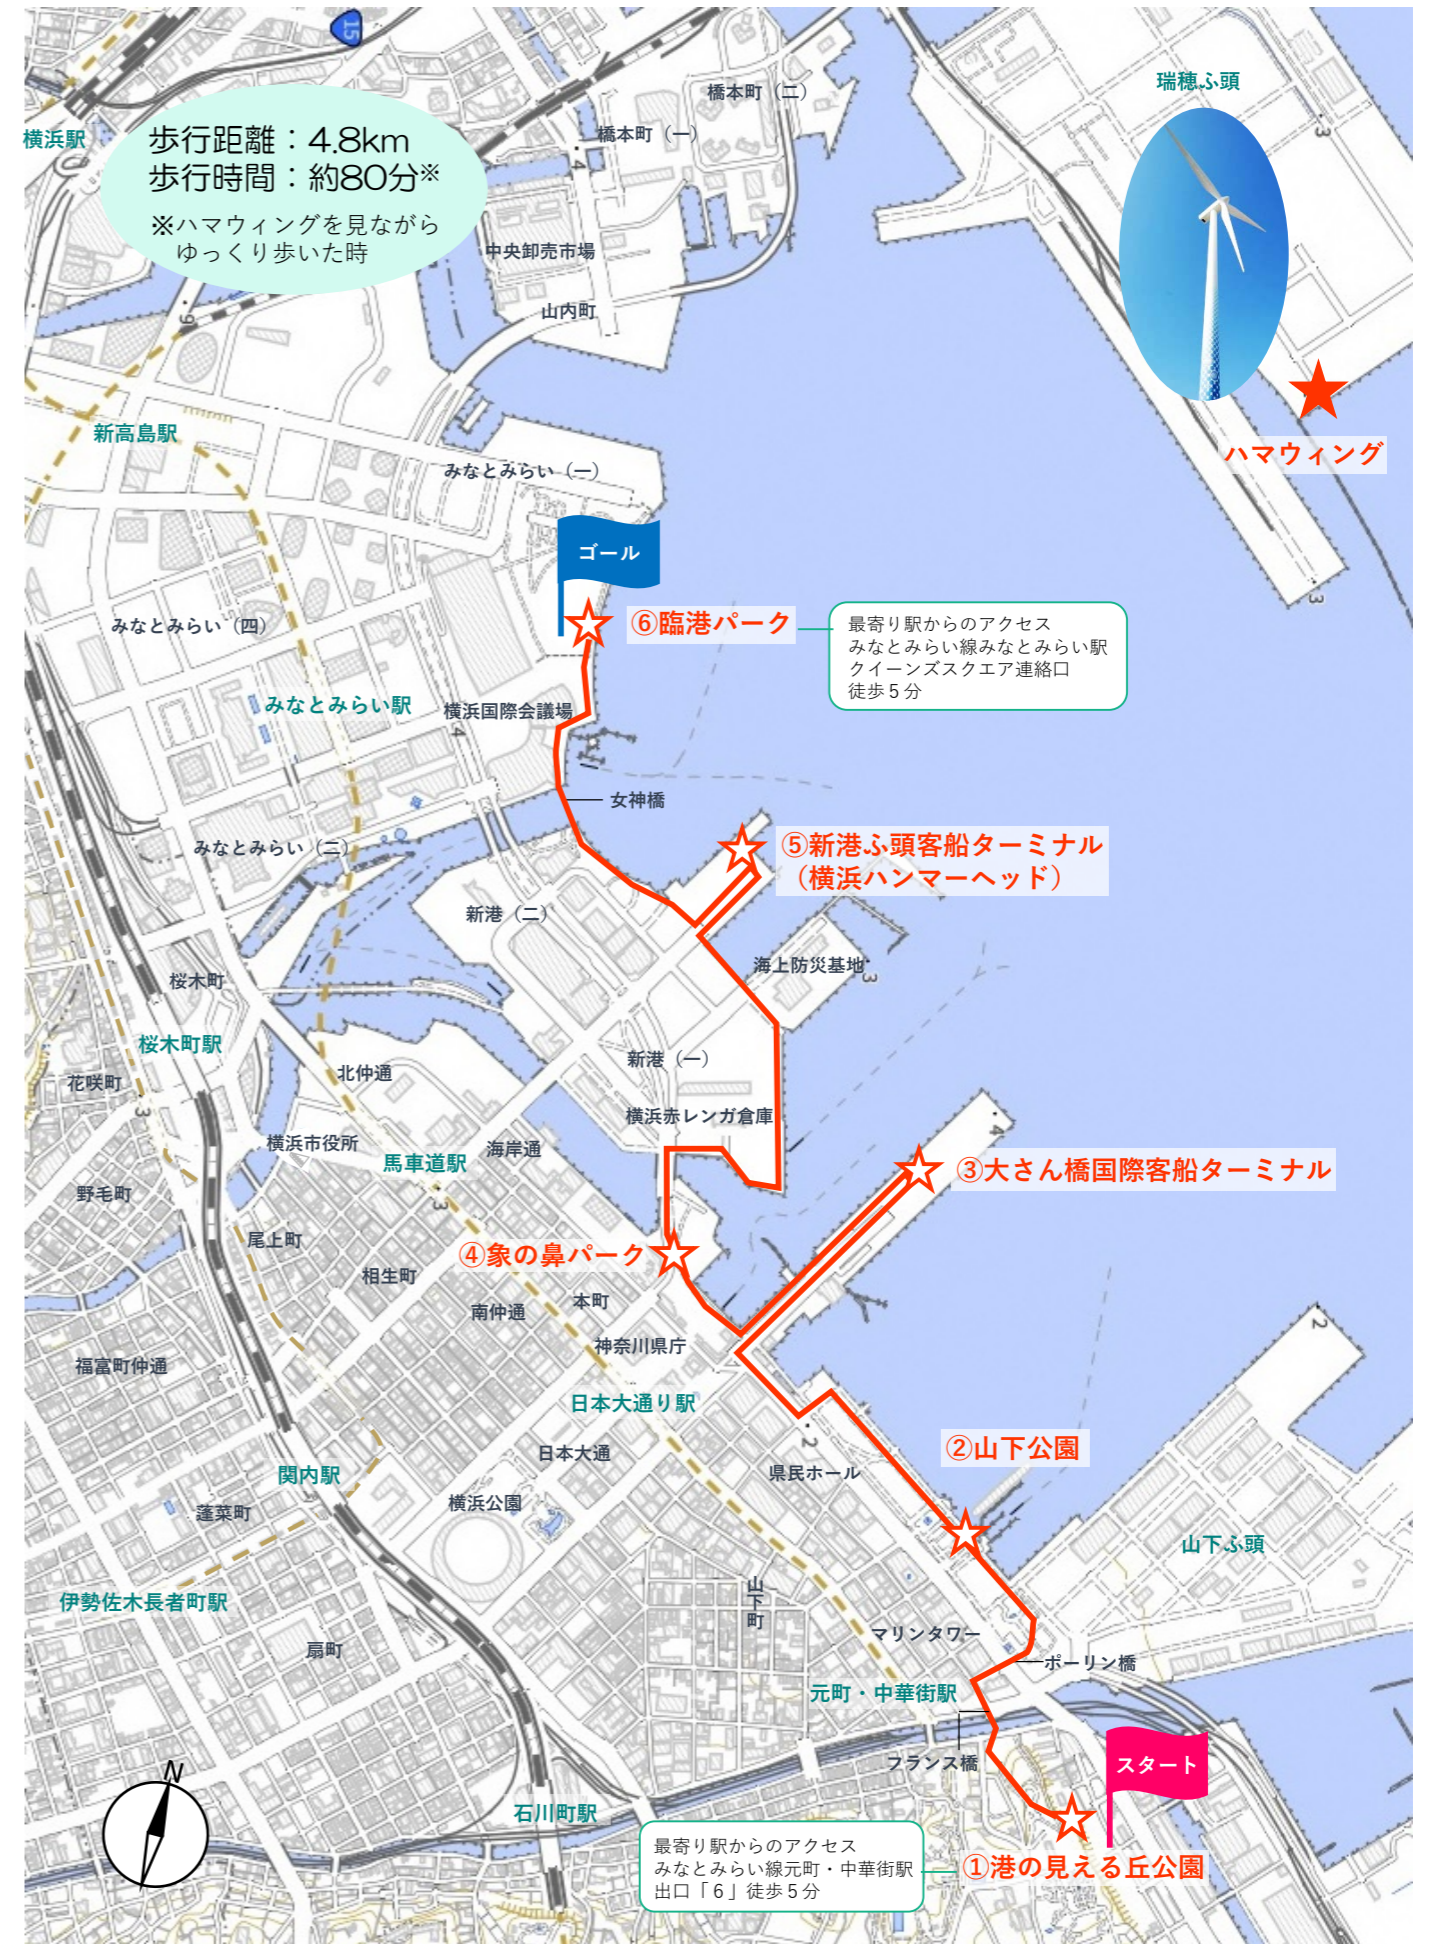 15
瑞穂ふ頭
橋本町（二）
橋本町（一）
横浜駅
歩行距離：4.8km
歩行時間：約80分※
※ハマウィングを見ながら
ゆっくり歩いた時
・3
・4
中央卸売市場
山内町
・9
新高島駅
ハマウィング
みなとみらい（一）
ゴール
・3
⑥臨港パーク
最寄り駅からのアクセス
みなとみらい線みなとみらい駅
クイーンズスクエア連絡口
徒歩５分
みなとみらい（四）
みなとみらい駅
横浜国際会議場
・4
女神橋
みなとみらい（二）
⑤新港ふ頭客船ターミナル
（横浜ハンマーヘッド）
新港（二）
海上防災基地
・3
桜木町
桜木町駅
新港（一）
北仲通
花咲町
・3
横浜赤レンガ倉庫
・4
横浜市役所
海岸通
馬車道駅
③大さん橋国際客船ターミナル
野毛町
・3
尾上町
④象の鼻パーク
相生町
本町
南仲通
・2
神奈川県庁
福富町仲通
日本大通り駅
・2
②山下公園
日本大通
県民ホール
関内駅
横浜公園
蓬莱町
山下ふ頭
伊勢佐木長者町駅
山下町
マリンタワー
扇町
ポーリン橋
元町・中華街駅
フランス橋
スタート
N
石川町駅
最寄り駅からのアクセス
みなとみらい線元町・中華街駅
出口「６」徒歩５分
①港の見える丘公園